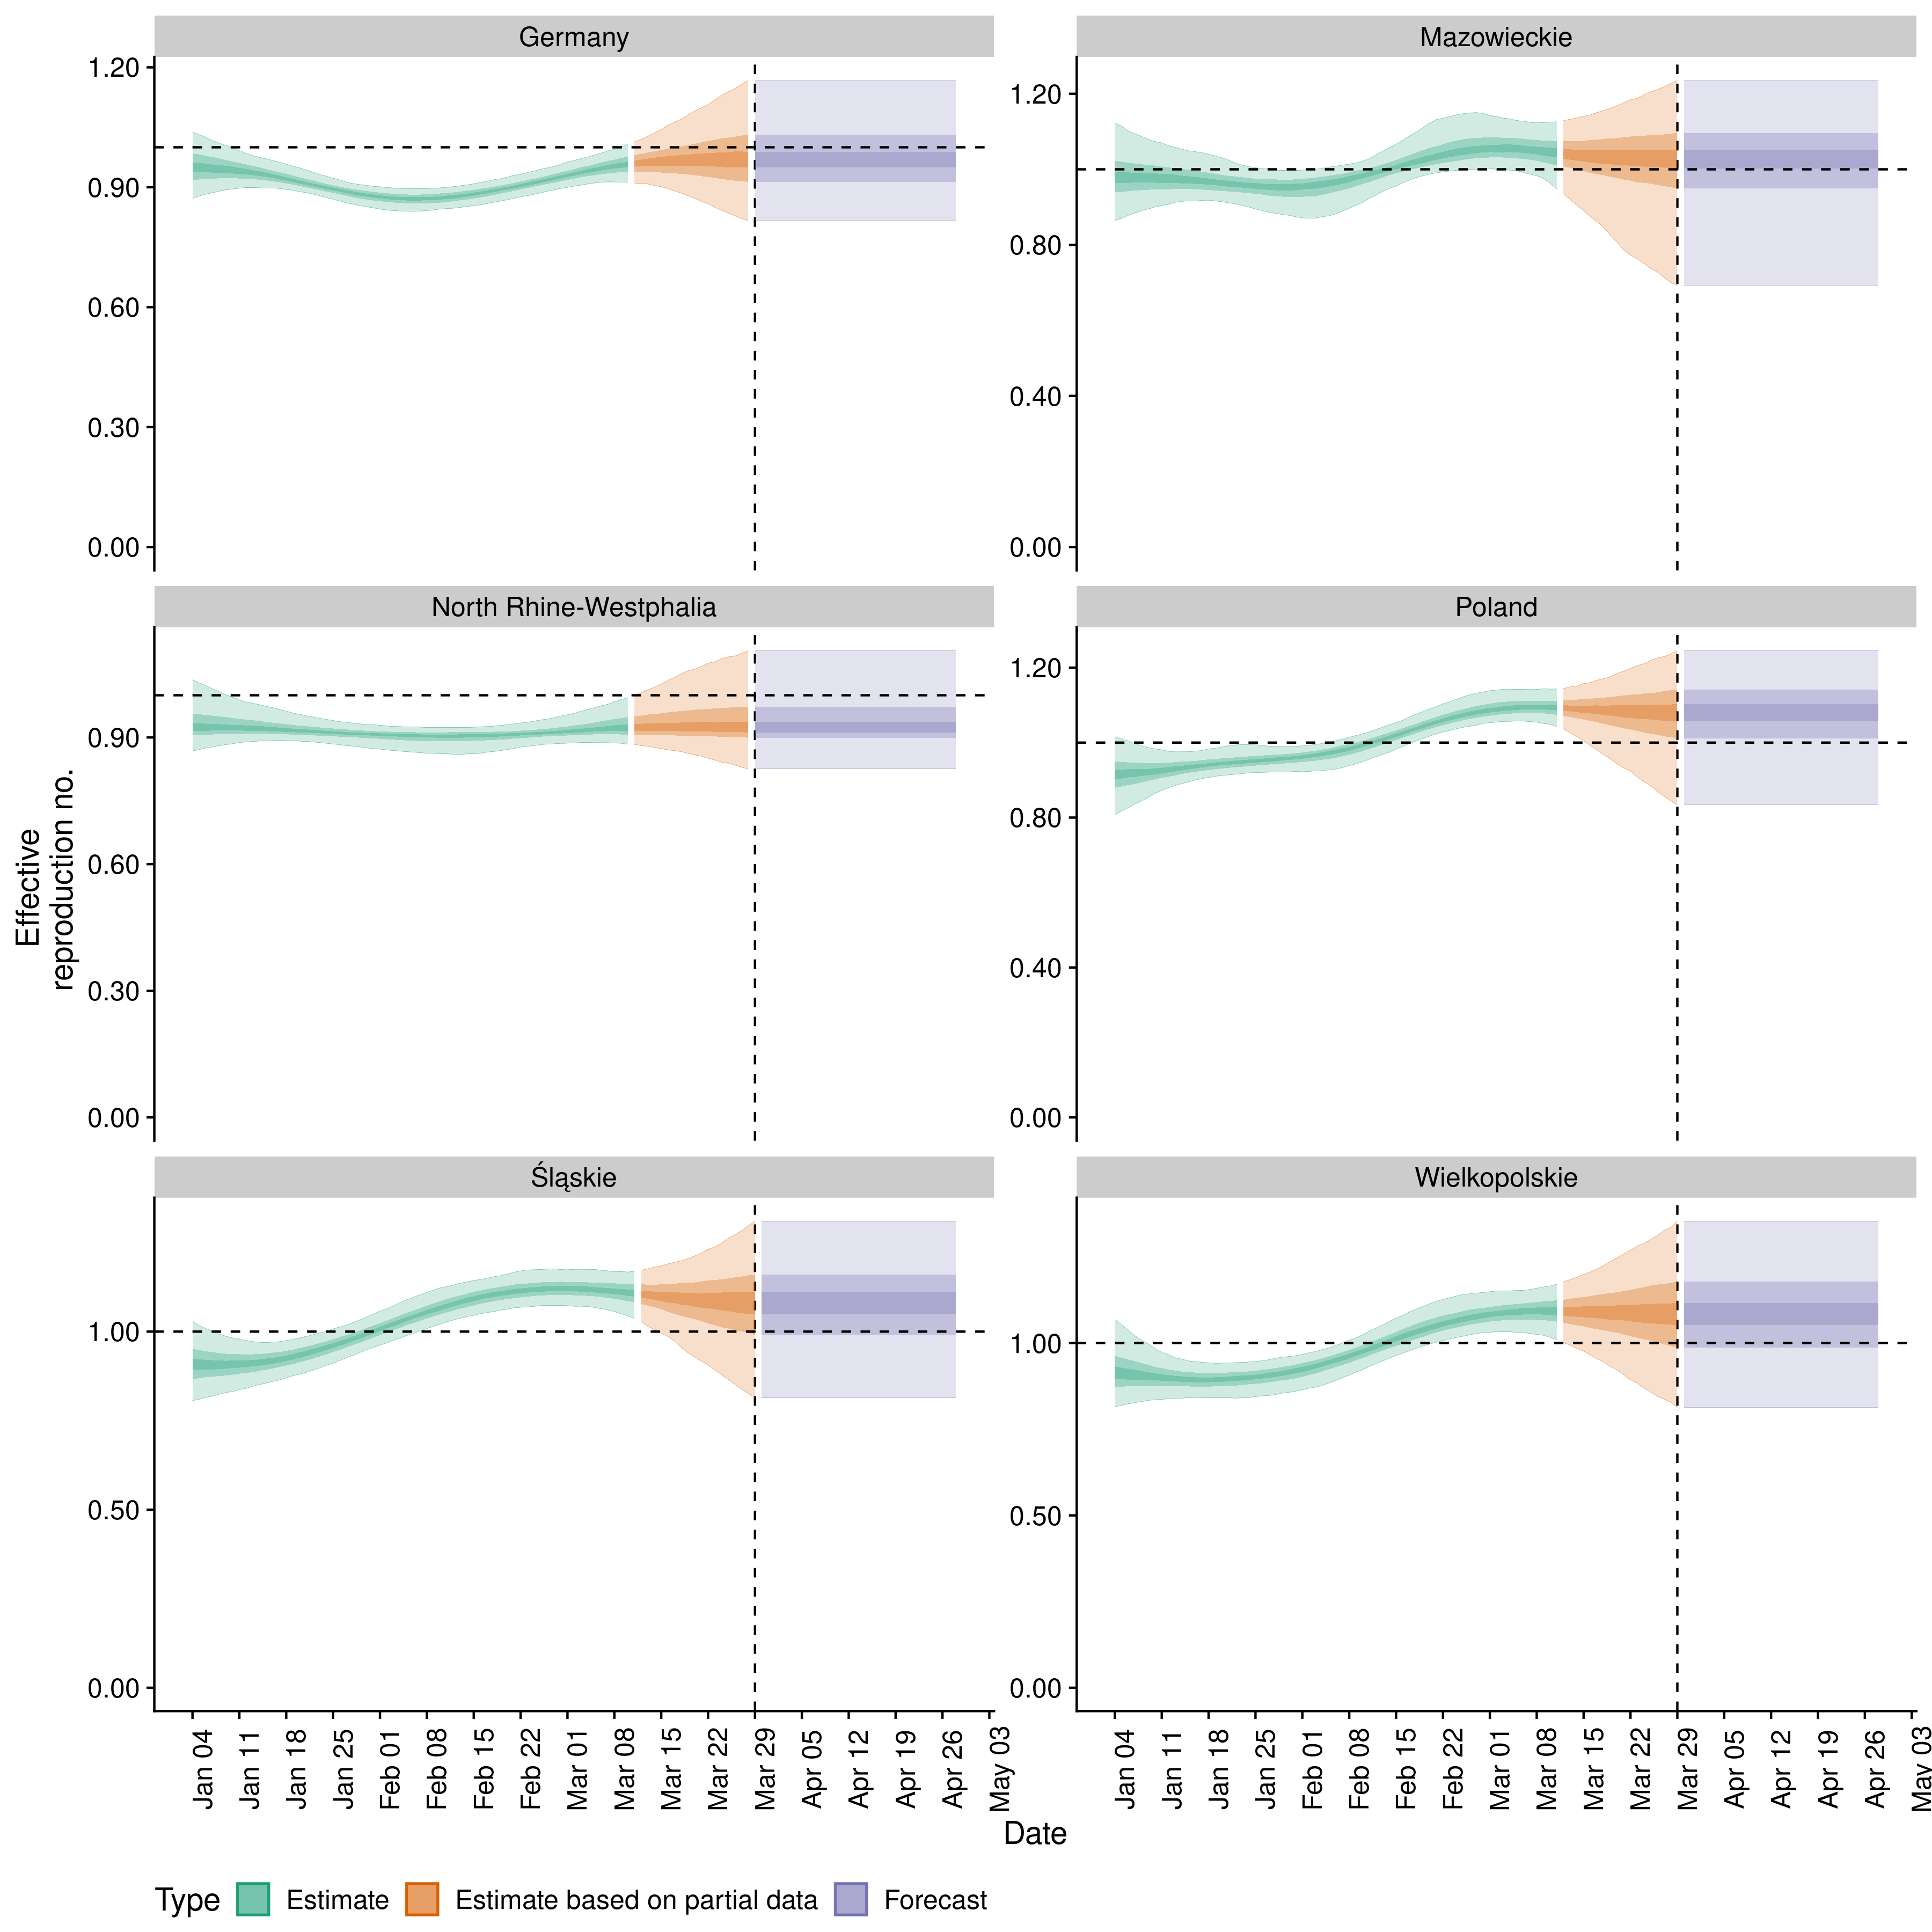 Germany
Mazowieckie
1.20
0.90
0.60
0.30
0.00
1.20
0.80
0.40
0.00
North Rhine-Westphalia
Poland
0.90
0.60
0.30
0.00
1.20
0.80
0.40
0.00
Effective
reproduction no.
Śląskie
Wielkopolskie
1.00
0.50
0.00
1.00
0.50
0.00
Jan 04
Jan 11
Jan 18
Jan 25
Feb 01
Feb 08
Feb 15
Feb 22
Mar 01
Mar 08
Mar 15
Mar 22
Mar 29
Apr 05
Apr 12
Apr 19
Apr 26
May 03
Jan 04
Jan 11
Jan 18
Jan 25
Feb 01
Feb 08
Feb 15
Feb 22
Mar 01
Mar 08
Mar 15
Mar 22
Mar 29
Apr 05
Apr 12
Apr 19
Apr 26
May 03
Date
Type Estimate Estimate based on partial data Forecast